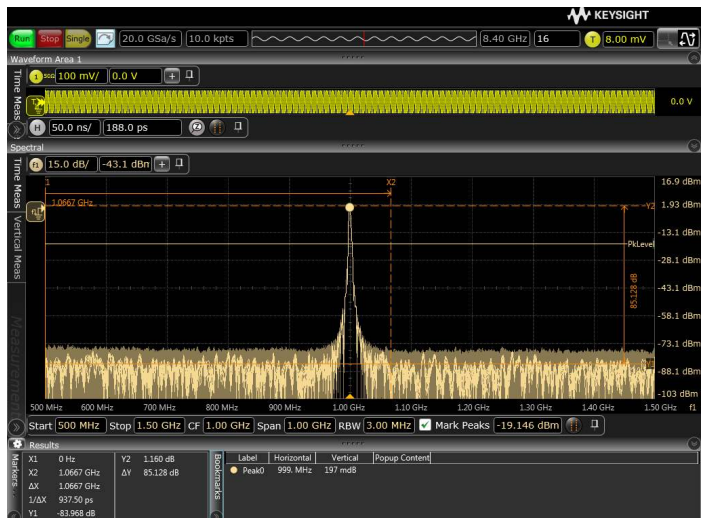 KEYSIGHT
Run Stop Single 20.0 GSa/s 10.0 kpts 8.40 GHz 16 T 8.00 mV
Waveform Area 1
1 50Ω 100 mV/ 0.0 V +
Time Meas
0.0 V
H 50.0 ns/ 188.0 ps
Spectral
f1 15.0 dB/ -43.1 dBm +
Time Meas
Vertical Meas
Measurements
1 X2 16.9 dBm
1.0667 GHz Y2 1.93 dBm
-13.1 dBm
PkLevel
-28.1 dBm
85.128 dB
-43.1 dBm
-58.1 dBm
-73.1 dBm
-88.1 dBm
-103 dBm
500 MHz 600 MHz 700 MHz 800 MHz 900 MHz 1.00 GHz 1.10 GHz 1.20 GHz 1.30 GHz 1.40 GHz 1.50 GHz f1
Start 500 MHz Stop 1.50 GHz CF 1.00 GHz Span 1.00 GHz RBW 3.00 MHz Mark Peaks -19.146 dBm
Results
Markers
X1 0 Hz Y2 1.160 dB
X2 1.0667 GHz ΔY 85.128 dB
ΔX 1.0667 GHz
1/ΔX 937.50 ps
Y1 -83.968 dB
Bookmarks
Label Horizontal Vertical Popup Content
Peak0 999. MHz 197 mdB